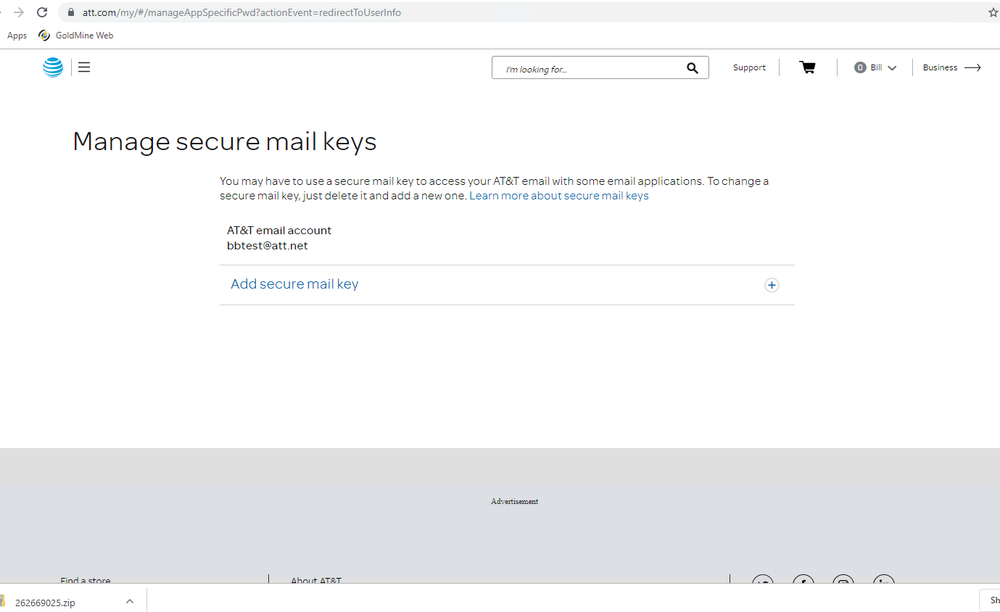 att.com/my/#/manageAppSpecificPwd?actionEvent=redirectToUserInfo
Apps GoldMine Web
I'm looking for... Support 0 Bill Business
Manage secure mail keys
You may have to use a secure mail key to access your AT&T email with some email applications. To change a
secure mail key, just delete it and add a new one. Learn more about secure mail keys
AT&T email account
bbtest@att.net
Add secure mail key
Advertisement
Find a store About AT&T
262669025.zip Sh